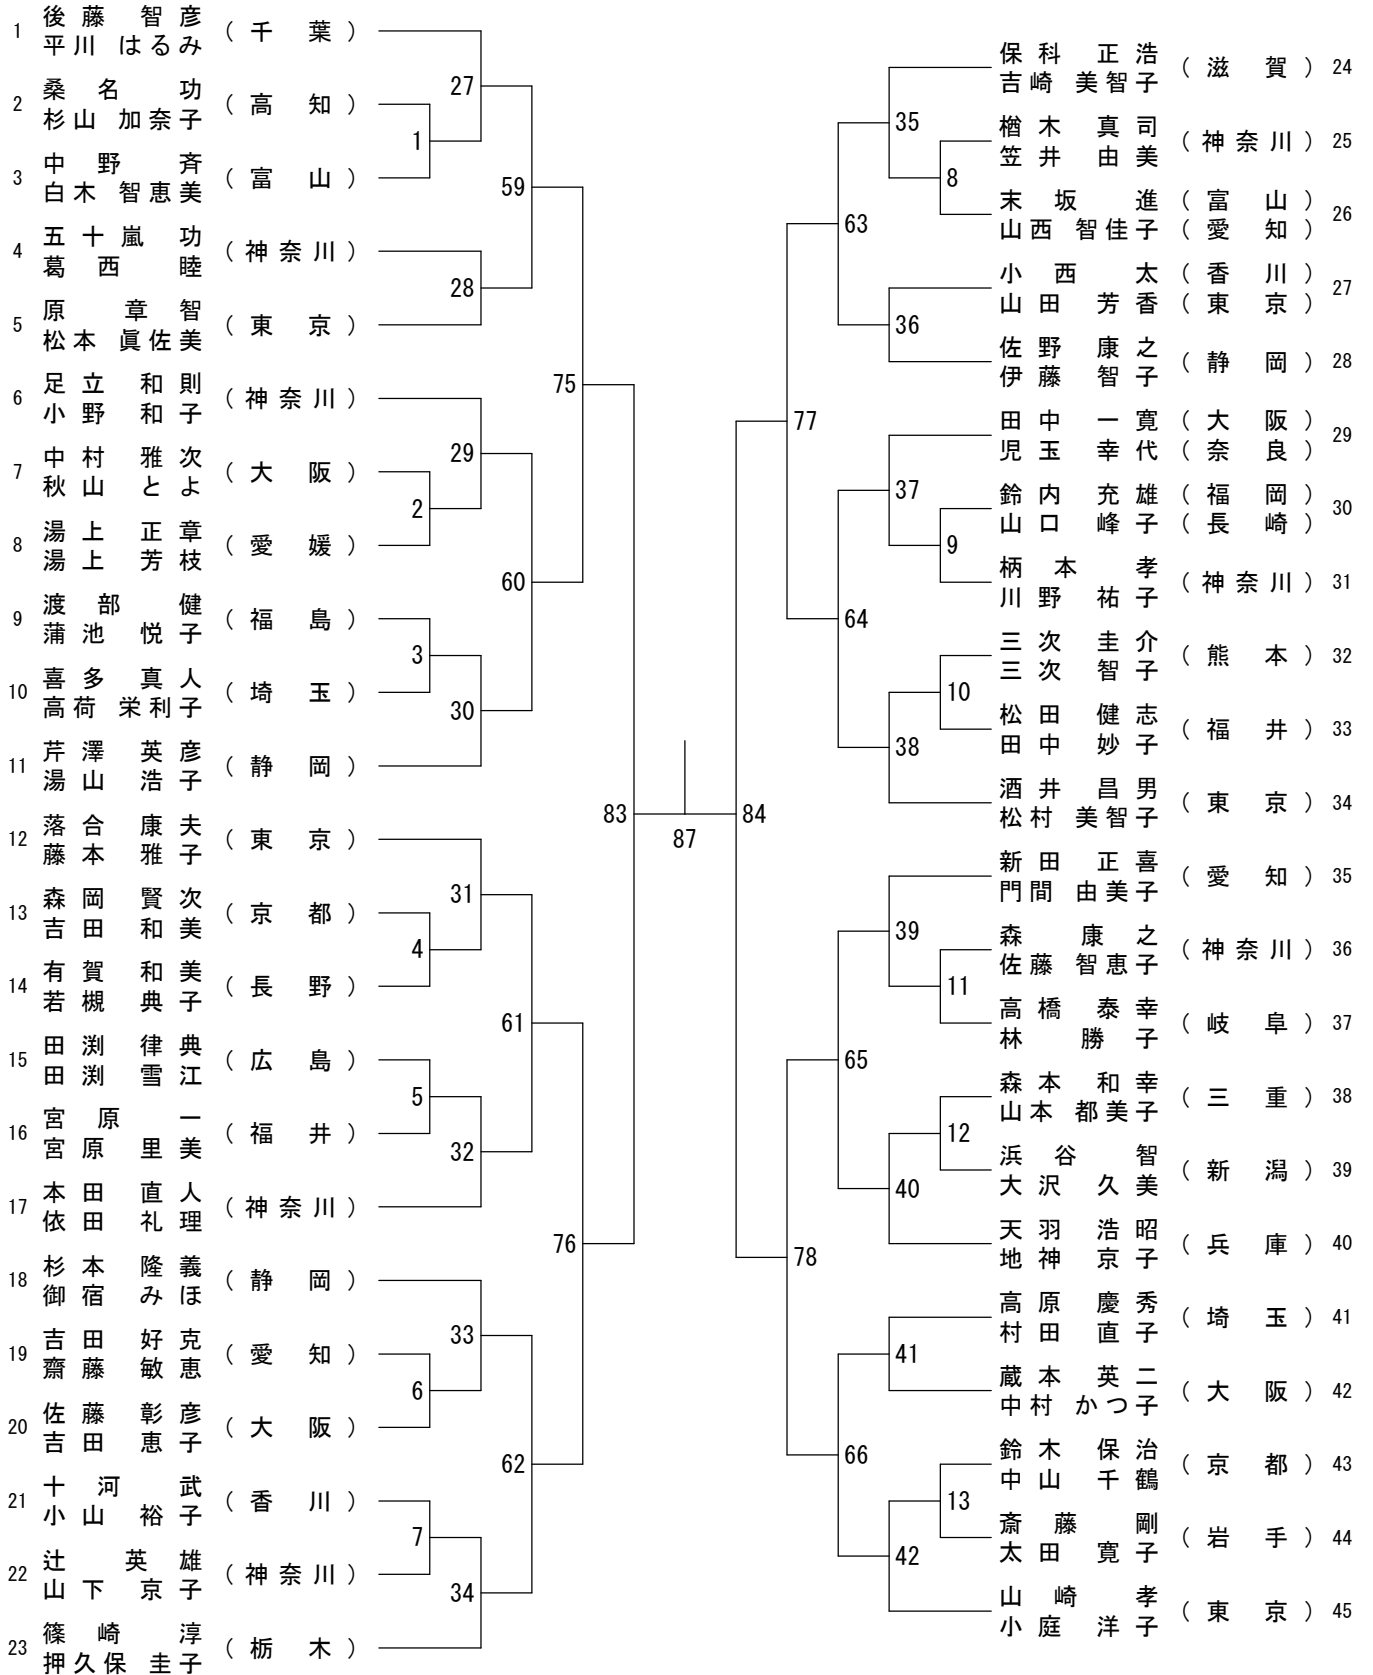 1 後藤 智彦 (千葉)
平川 はるみ
2 桑名 功 (高知)
杉山 加奈子
3 中野 斉 (富山)
白木 智恵美
4 五十嵐 功 (神奈川)
葛西 睦
5 原 章智 (東京)
松本 眞佐美
6 足立 和則 (神奈川)
小野 和子
7 中村 雅次 (大阪)
秋山 とよ
8 湯上 正章 (愛媛)
湯上 芳枝
9 渡部 健 (福島)
蒲池 悦子
10 喜多 真人 (埼玉)
高荷 栄利子
11 芹澤 英彦 (静岡)
湯山 浩子
12 落合 康夫 (東京)
藤本 雅子
13 森岡 賢次 (京都)
吉田 和美
14 有賀 和美 (長野)
若槻 典子
15 田渕 律典 (広島)
田渕 雪江
16 宮原 一 (福井)
宮原 里美
17 本田 直人 (神奈川)
依田 礼理
18 杉本 隆義 (静岡)
御宿 みほ
19 吉田 好克 (愛知)
齋藤 敏恵
20 佐藤 彰彦 (大阪)
吉田 恵子
21 十河 武 (香川)
小山 裕子
22 辻 英雄 (神奈川)
山下 京子
23 篠崎 淳 (栃木)
押久保 圭子
1
2
3
4
5
6
7
27
28
29
30
31
32
33
34
59
60
61
62
75
76
83
87
84
77
78
63
64
65
66
35
36
37
38
39
40
41
42
8
9
10
11
12
13
保科 正浩 (滋賀) 24
吉崎 美智子
楢木 真司 (神奈川) 25
笠井 由美
末坂 進 (富山) 26
山西 智佳子 (愛知)
小西 太 (香川) 27
山田 芳香 (東京)
佐野 康之 (静岡) 28
伊藤 智子
田中 一寛 (大阪) 29
児玉 幸代 (奈良)
鈴内 充雄 (福岡) 30
山口 峰子 (長崎)
柄本 孝 (神奈川) 31
川野 祐子
三次 圭介 (熊本) 32
三次 智子
松田 健志 (福井) 33
田中 妙子
酒井 昌男 (東京) 34
松村 美智子
新田 正喜 (愛知) 35
門間 由美子
森 康之 (神奈川) 36
佐藤 智恵子
高橋 泰幸 (岐阜) 37
林 勝子
森本 和幸 (三重) 38
山本 都美子
浜谷 智 (新潟) 39
大沢 久美
天羽 浩昭 (兵庫) 40
地神 京子
高原 慶秀 (埼玉) 41
村田 直子
蔵本 英二 (大阪) 42
中村 かつ子
鈴木 保治 (京都) 43
中山 千鶴
斎藤 剛 (岩手) 44
太田 寛子
山崎 孝 (東京) 45
小庭 洋子